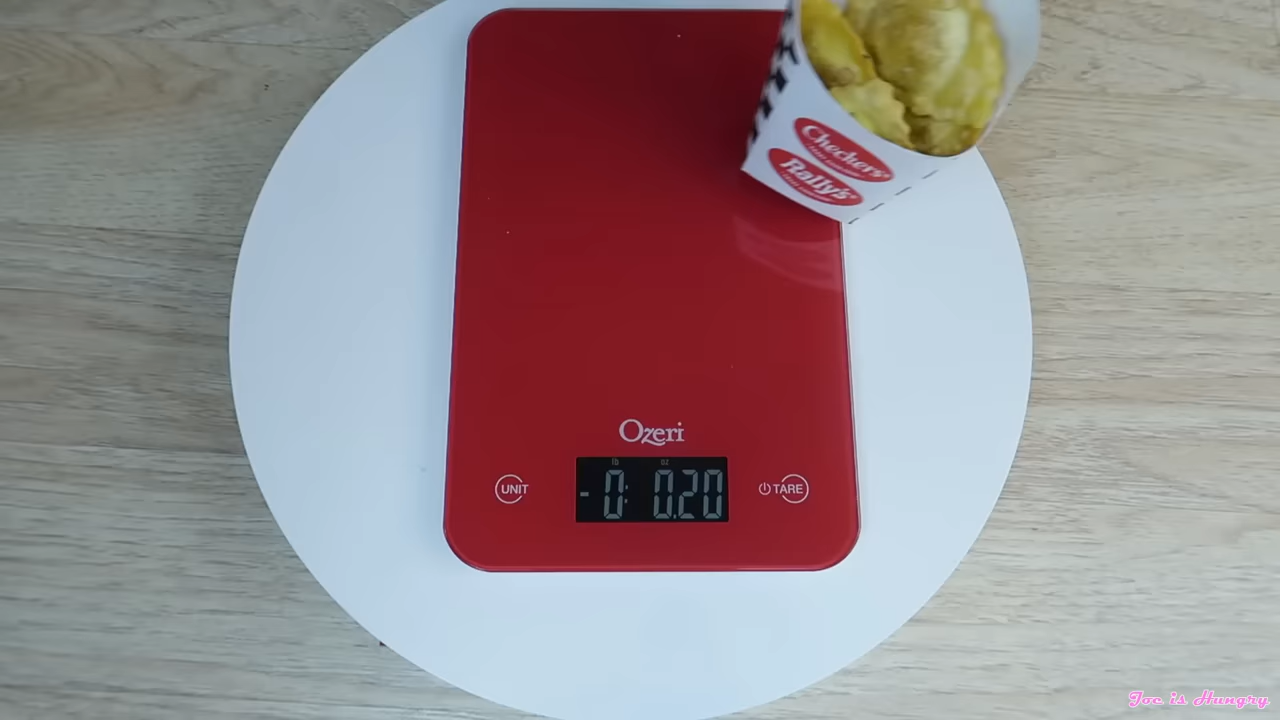 Checkers
Rally's
Ozeri
lb oz
UNIT
- 0: 0.20
TARE
Joe is Hungry